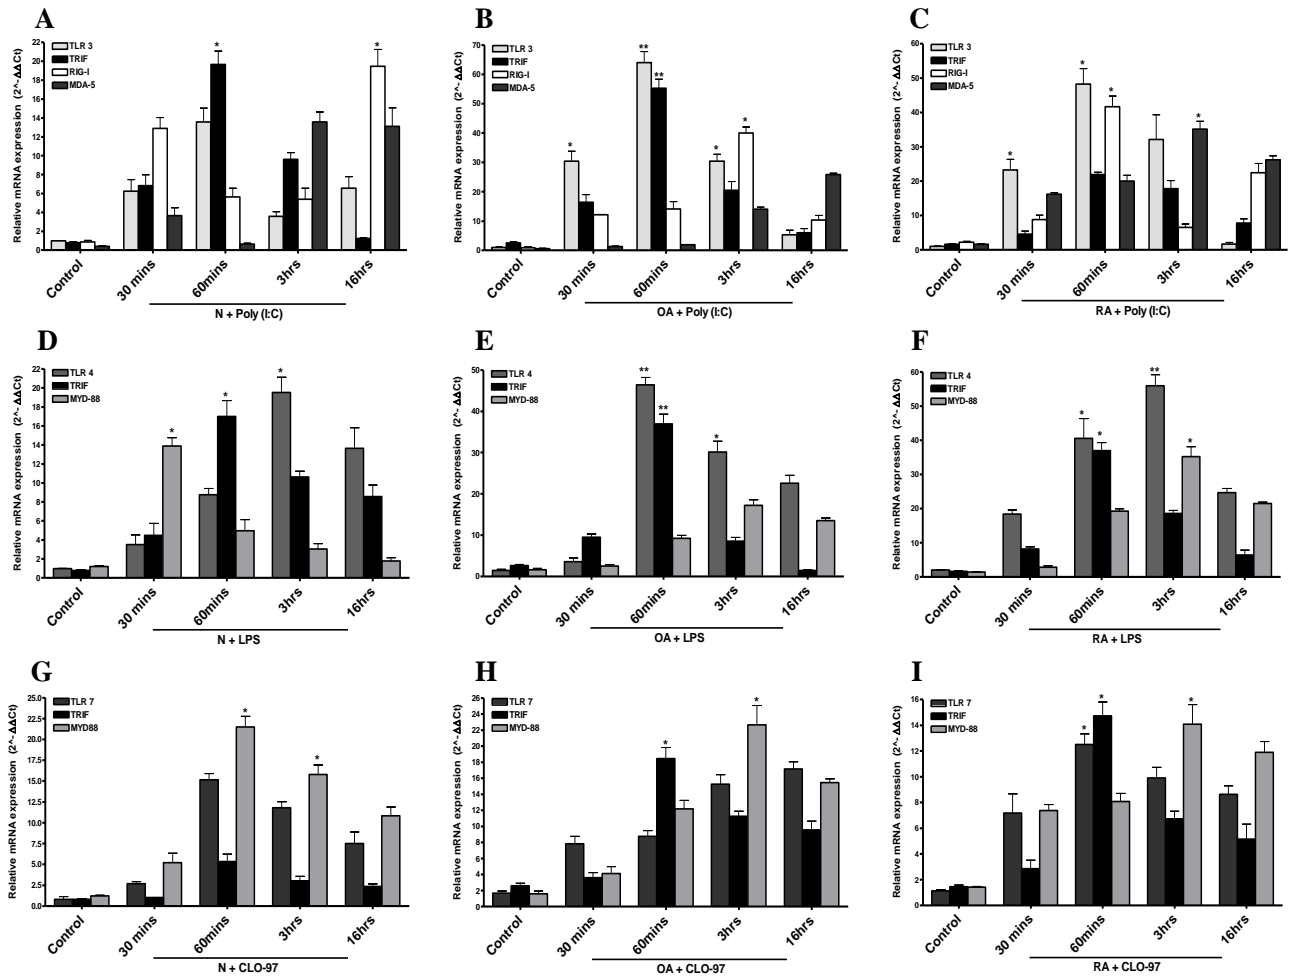 A
Relative mRNA expression (2^-ΔΔCt)
22
20
18
16
14
12
10
8
6
4
2
0
TLR 3
TRIF
RIG-I
MDA-5
*
*
Control
30 mins
60mins
3hrs
16hrs
N + Poly (I:C)
B
Relative mRNA expression (2^-ΔΔCt)
70
60
50
40
30
20
10
0
TLR 3
TRIF
RIG-I
MDA-5
*
**
**
*
*
Control
30 mins
60mins
3hrs
16hrs
OA + Poly (I:C)
C
Relative mRNA expression (2^-ΔΔCt)
60
50
40
30
20
10
0
TLR 3
TRIF
RIG-I
MDA-5
*
*
*
*
Control
30 mins
60mins
3hrs
16hrs
RA + Poly (I:C)
D
Relative mRNA expression (2^-ΔΔCt)
22
20
18
16
14
12
10
8
6
4
2
0
TLR 4
TRIF
MYD-88
*
*
*
Control
30 mins
60mins
3hrs
16hrs
N + LPS
E
Relative mRNA expression (2^-ΔΔCt)
50
40
30
20
10
0
TLR 4
TRIF
MYD-88
**
**
*
Control
30 mins
60mins
3hrs
16hrs
OA + LPS
F
Relative mRNA expression (2^-ΔΔCt)
60
50
40
30
20
10
0
TLR 4
TRIF
MYD-88
*
*
**
*
Control
30 mins
60mins
3hrs
16hrs
RA + LPS
G
Relative mRNA expression (2^-ΔΔCt)
25.0
22.5
20.0
17.5
15.0
12.5
10.0
7.5
5.0
2.5
0.0
TLR 7
TRIF
MYD88
*
*
Control
30 mins
60mins
3hrs
16hrs
N + CLO-97
H
Relative mRNA expression (2^-ΔΔCt)
26
24
22
20
18
16
14
12
10
8
6
4
2
0
TLR 7
TRIF
MYD-88
*
*
Control
30 mins
60mins
3hrs
16hrs
OA + CLO-97
I
Relative mRNA expression (2^-ΔΔCt)
16
14
12
10
8
6
4
2
0
TLR 7
TRIF
MYD-88
*
*
*
Control
30 mins
60mins
3hrs
16hrs
RA + CLO-97